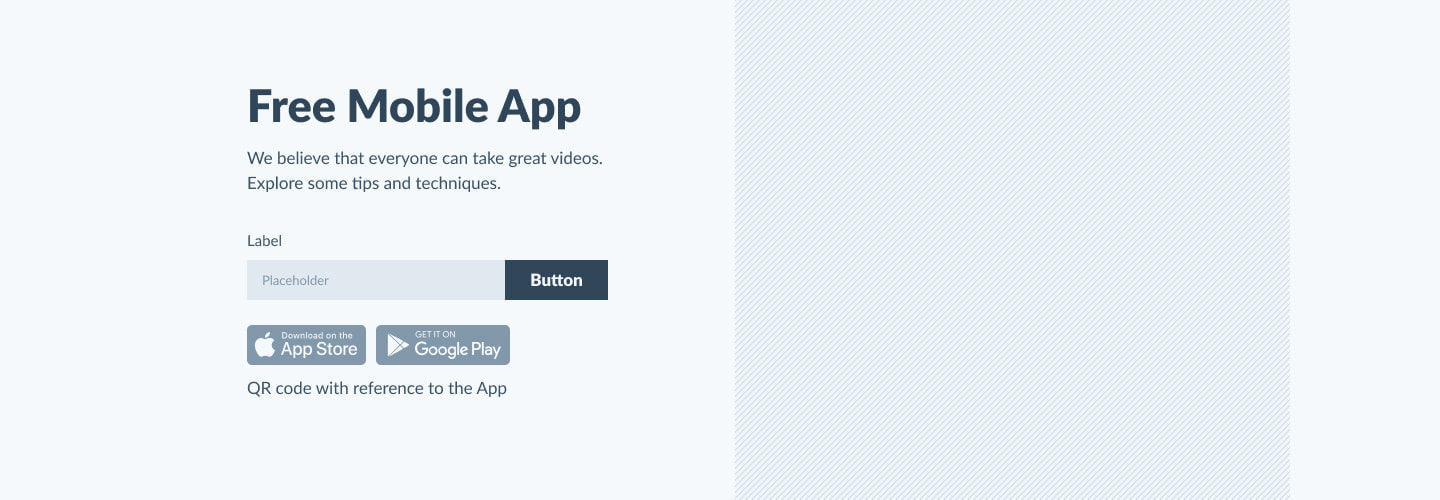 Free Mobile App
We believe that everyone can take great videos.
Explore some tips and techniques.
Label
Placeholder
Button
Download on the
App Store
GET IT ON
Google Play
QR code with reference to the App